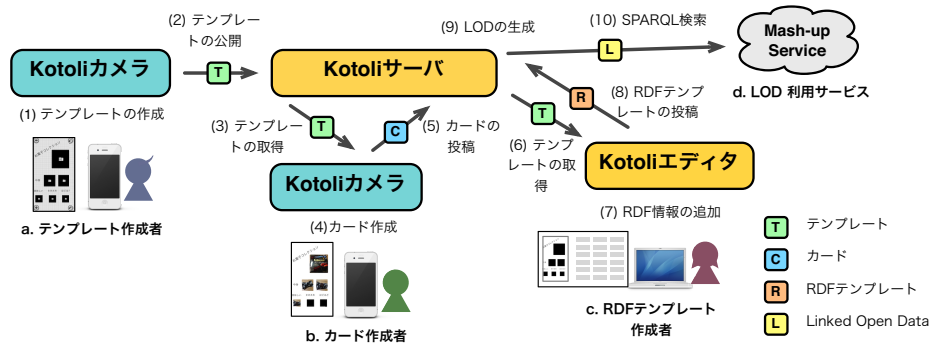 (2) テンプレ
ートの公開
(9) LODの生成
(10) SPARQL検索
Mash-up
Service
L
Kotoliカメラ
T
Kotoliサーバ
d. LOD 利用サービス
(1) テンプレートの作成
(3) テンプレー
トの取得
T
C
(5) カードの
投稿
T
R
(8) RDFテンプ
レートの投稿
(6) テンプ
レートの取
得
Kotoliカメラ
Kotoliエディタ
a. テンプレート作成者
(4)カード作成
(7) RDF情報の追加
b. カード作成者
c. RDFテンプレート
作成者
T テンプレート
C カード
R RDFテンプレート
L Linked Open Data